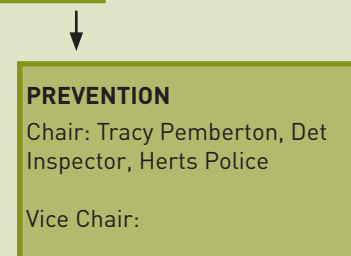 PREVENTION
Chair: Tracy Pemberton, Det
Inspector, Herts Police
Vice Chair: